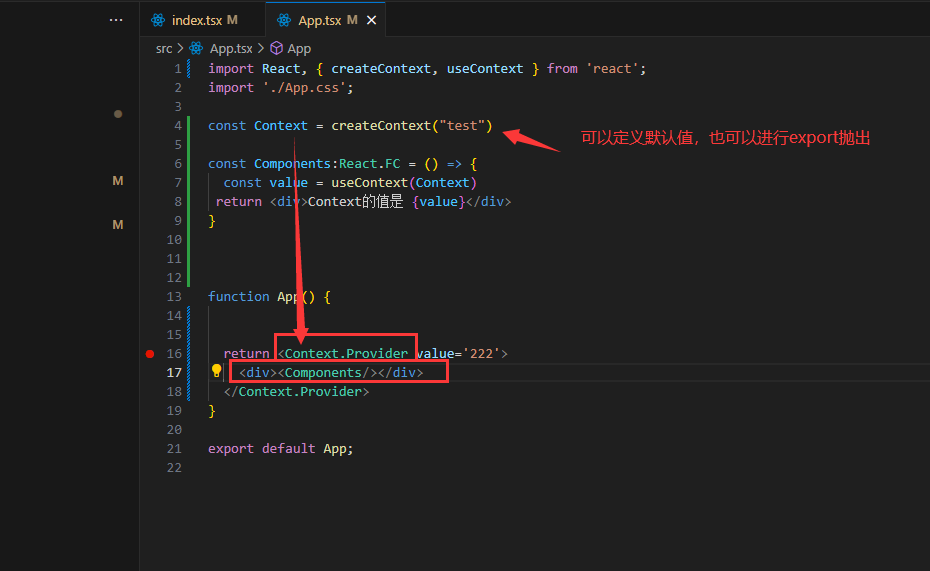 index.tsx M
App.tsx M
src > App.tsx > App
1 import React, { createContext, useContext } from 'react';
2 import './App.css';
3
4 const Context = createContext("test")
可以定义默认值，也可以进行export抛出
5
6 const Components:React.FC = () => {
7 const value = useContext(Context)
8 return <div>Context的值是 {value}</div>
9 }
10
11
12
13 function App() {
14
15
16 return <Context.Provider value='222'>
17 <div><Components/></div>
18 </Context.Provider>
19 }
20
21 export default App;
22
M
M